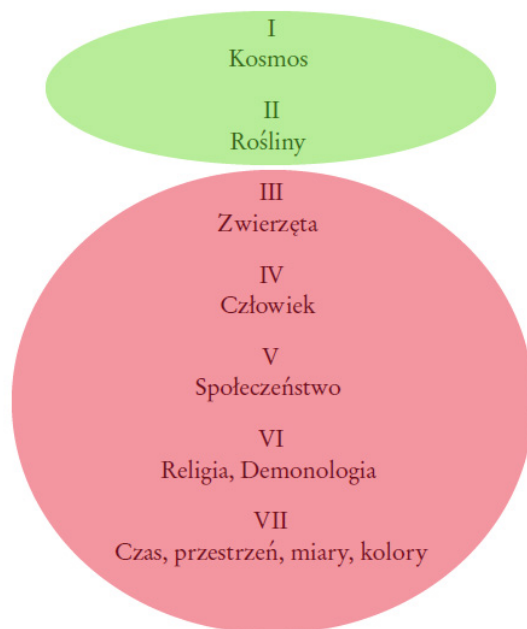 I
Kosmos
II
Rośliny
III
Zwierzęta
IV
Człowiek
V
Społeczeństwo
VI
Religia, Demonologia
VII
Czas, przestrzeń, miary, kolory